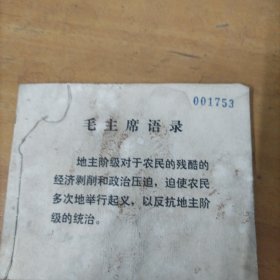 001753
毛主席语录
地主阶级对于农民的残酷的
经济剥削和政治压迫，迫使农民
多次地举行起义，以反抗地主阶
级的统治。